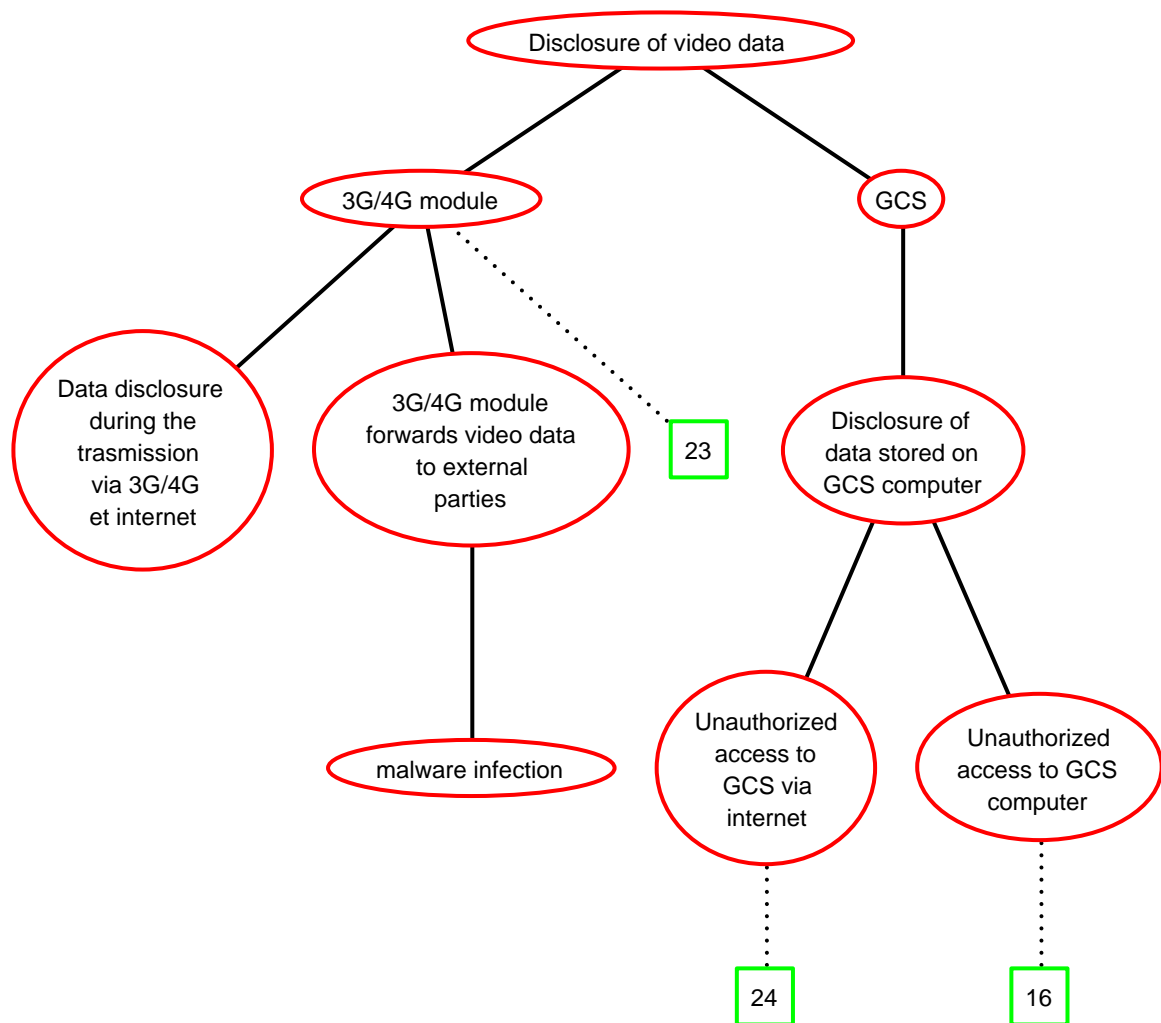 Disclosure of video data
3G/4G module
GCS
Data disclosure
during the
trasmission
via 3G/4G
et internet
3G/4G module
forwards video data
to external
parties
23
Disclosure of
data stored on
GCS computer
malware infection
Unauthorized
access to
GCS via
internet
Unauthorized
access to GCS
computer
24
16